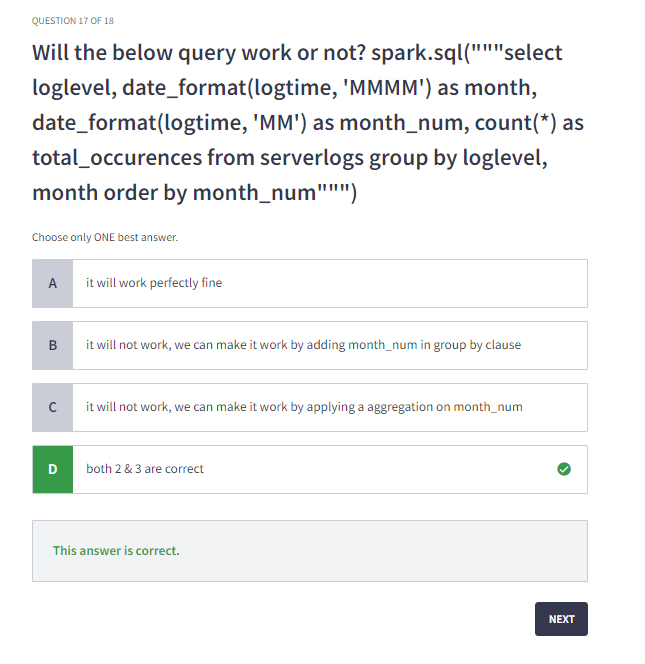 QUESTION 17 OF 18
Will the below query work or not? spark.sql("""select
loglevel, date_format(logtime, 'MMMM') as month,
date_format(logtime, 'MM') as month_num, count(*) as
total_occurences from serverlogs group by loglevel,
month order by month_num""")
Choose only ONE best answer.
A it will work perfectly fine
B it will not work, we can make it work by adding month_num in group by clause
C it will not work, we can make it work by applying a aggregation on month_num
D both 2 & 3 are correct
This answer is correct.
NEXT